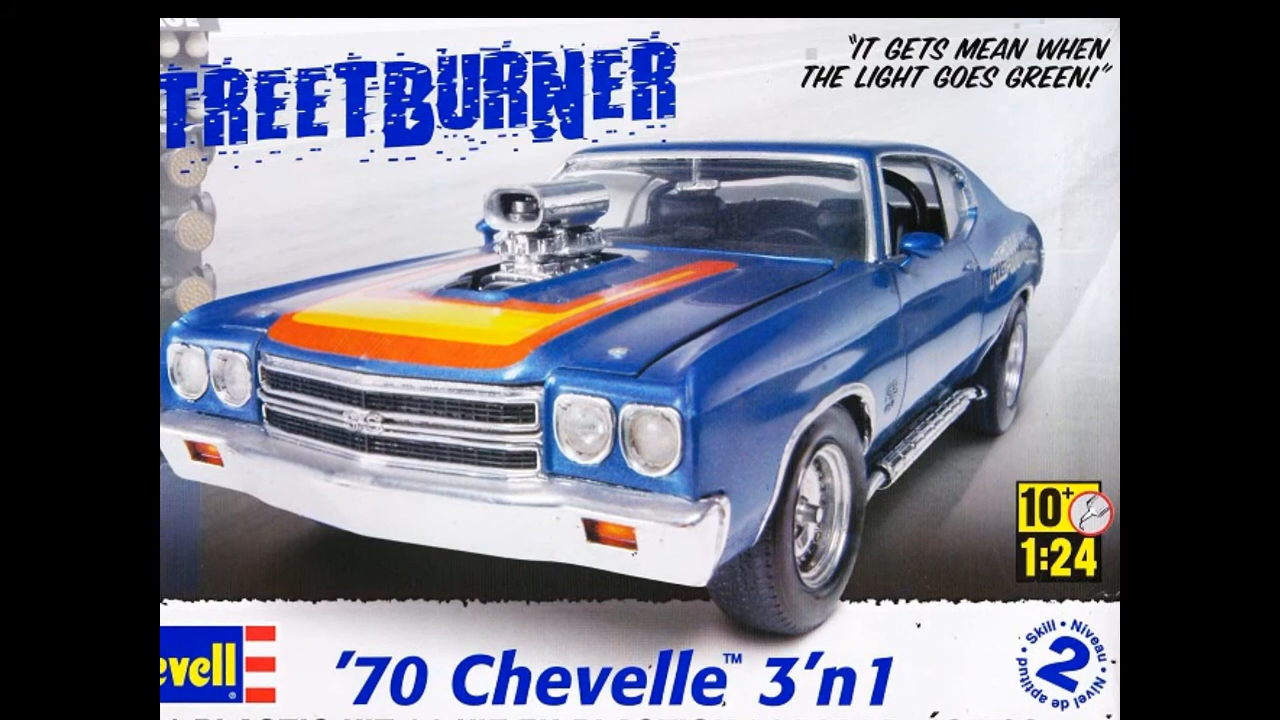 TREETBURNER
"IT GETS MEAN WHEN
THE LIGHT GOES GREEN!"
SS
10+
1:24
evell®
'70 Chevelle™ 3'n1
Skill • Niveau • Nivel de aptitud •
2